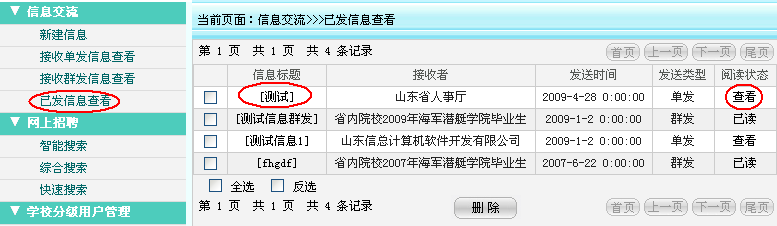 ▼ 信息交流
新建信息
接收单发信息查看
接收群发信息查看
已发信息查看
▼ 网上招聘
智能搜索
综合搜索
快速搜索
▼ 学校分级用户管理
当前页面：信息交流>>>已发信息查看
第 1 页 共 1 页 共 4 条记录 首页 上一页 下一页 尾页
信息标题 接收者 发送时间 发送类型 阅读状态
[测试] 山东省人事厅 2009-4-28 0:00:00 单发 查看
[测试信息群发] 省内院校2009年海军潜艇学院毕业生 2009-1-2 0:00:00 群发 已读
[测试信息1] 山东信总计算机软件开发有限公司 2009-1-2 0:00:00 单发 查看
[fhgdf] 省内院校2007年海军潜艇学院毕业生 2007-6-22 0:00:00 群发 已读
全选 反选
第 1 页 共 1 页 共 4 条记录 删 除 首页 上一页 下一页 尾页